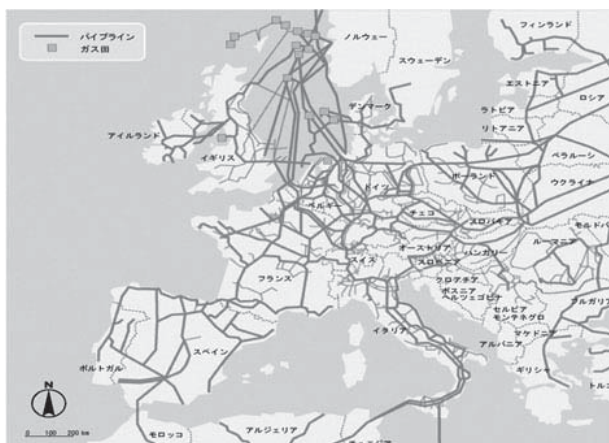 パイプライン
ガス田
ノルウェー
フィンランド
スウェーデン
エストニア
ロシア
ラトビア
デンマーク
リトアニア
アイルランド
イギリス
ベラルーシ
ポーランド
ドイツ
ウクライナ
ベルギー
チェコ
スロバキア
モルドバ
オーストリア
ハンガリー
ルーマニア
スイス
スロベニア
フランス
クロアチア
ボスニア
ヘルツェゴビナ
セルビア
モンテネグロ
ブルガリア
イタリア
マケドニア
アルバニア
スペイン
ポルトガル
ギリシャ
N
0 100 200 km
モロッコ
アルジェリア